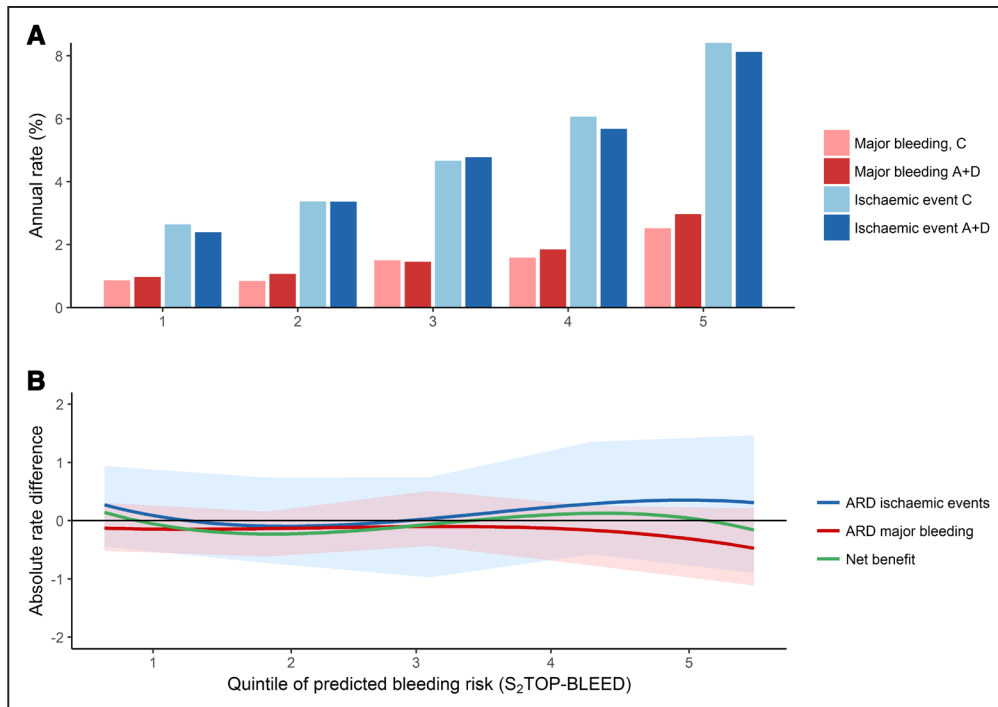 A
Annual rate (%)
8
6
4
2
0
1 2 3 4 5
Major bleeding, C
Major bleeding A+D
Ischaemic event C
Ischaemic event A+D
B
Absolute rate difference
2
1
0
-1
-2
1 2 3 4 5
Quintile of predicted bleeding risk (S₂TOP-BLEED)
ARD ischaemic events
ARD major bleeding
Net benefit